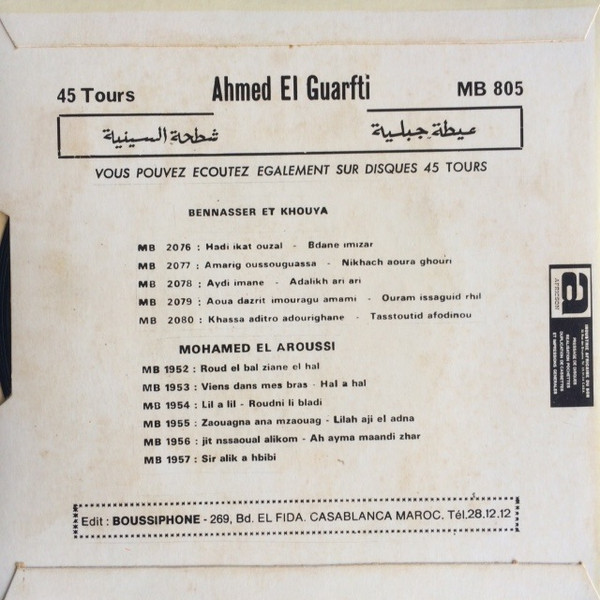 45 Tours Ahmed El Guarfti MB 805
عيطة جبلية شطحة السينية
VOUS POUVEZ ECOUTEZ EGALEMENT SUR DISQUES 45 TOURS
BENNASSER ET KHOUYA
MB 2076 : Hadi ikat ouzal - Bdane imizar
MB 2077 : Amarig oussouguassa - Nikhach aoura ghouri
MB 2078 : Aydi imane - Adalikh ari ari
MB 2079 : Aoua dazrit imouragu amami - Ouram issaguid rhil
MB 2080 : Khassa aditro adourighane - Tasstoutid afodinou
MOHAMED EL AROUSSI
MB 1952 : Roud el bal ziane el hal
MB 1953 : Viens dans mes bras - Hal a hal
MB 1954 : Lil a lil - Roudni li bladi
MB 1955 : Zaouagna ana mzaouag - Lilah aji el adna
MB 1956 : jit nssaoual alikom - Ah ayma maandi zhar
MB 1957 : Sir alik a hbibi
Edit : BOUSSIPHONE - 269, Bd. EL FIDA. CASABLANCA MAROC. Tél.28.12.12
a
AFRICSON